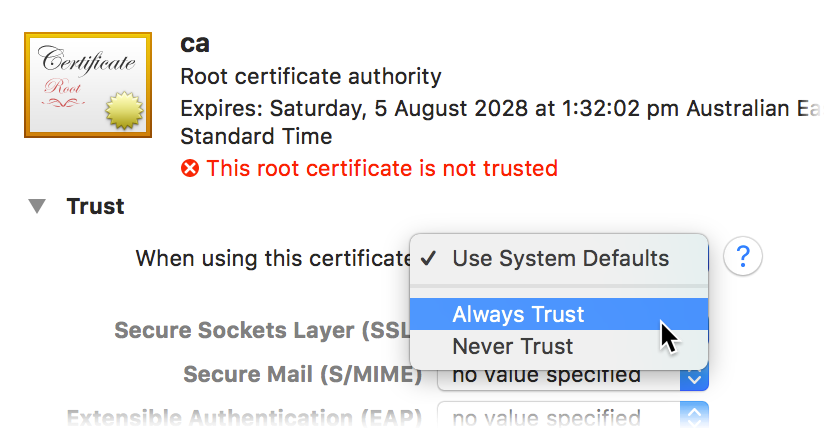 Certificate
Root
ca
Root certificate authority
Expires: Saturday, 5 August 2028 at 1:32:02 pm Australian Ea
Standard Time
This root certificate is not trusted
Trust
When using this certificate
✓ Use System Defaults
?
Always Trust
Secure Sockets Layer (SSL
Never Trust
Secure Mail (S/MIME) no value specified
Extensible Authentication (EAP) no value specified